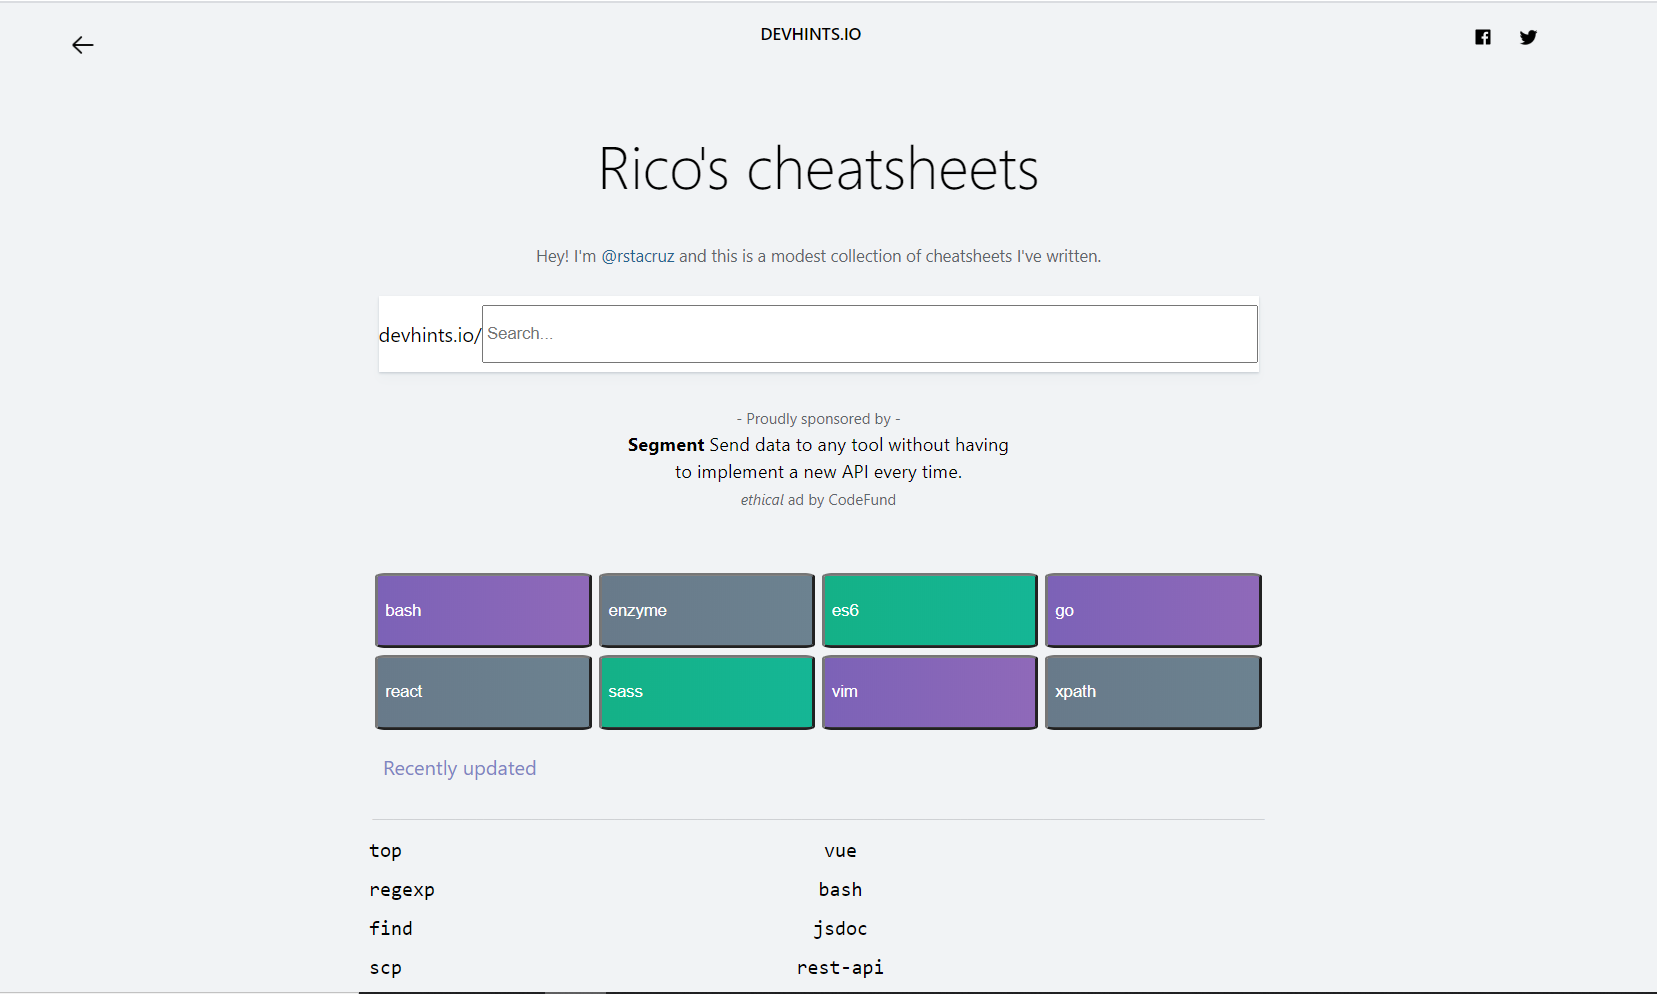 DEVHINTS.IO
Rico's cheatsheets
Hey! I'm @rstacruz and this is a modest collection of cheatsheets I've written.
devhints.io/ Search...
- Proudly sponsored by -
Segment Send data to any tool without having
to implement a new API every time.
ethical ad by CodeFund
bash enzyme es6 go
react sass vim xpath
Recently updated
top vue
regexp bash
find jsdoc
scp rest-api